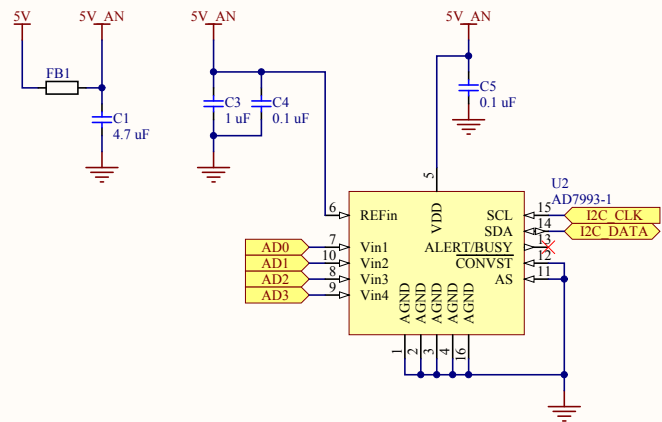 5V
5V_AN
5V_AN
5V_AN
FB1
C1
4.7 uF
C3
1 uF
C4
0.1 uF
C5
0.1 uF
U2
AD7993-1
5
VDD
6
REFin
7
Vin1
10
Vin2
8
Vin3
9
Vin4
AD0
AD1
AD2
AD3
SCL
15
I2C_CLK
SDA
14
I2C_DATA
ALERT/BUSY
13
CONVST
12
AS
11
AGND
AGND
AGND
AGND
AGND
1
2
3
4
16